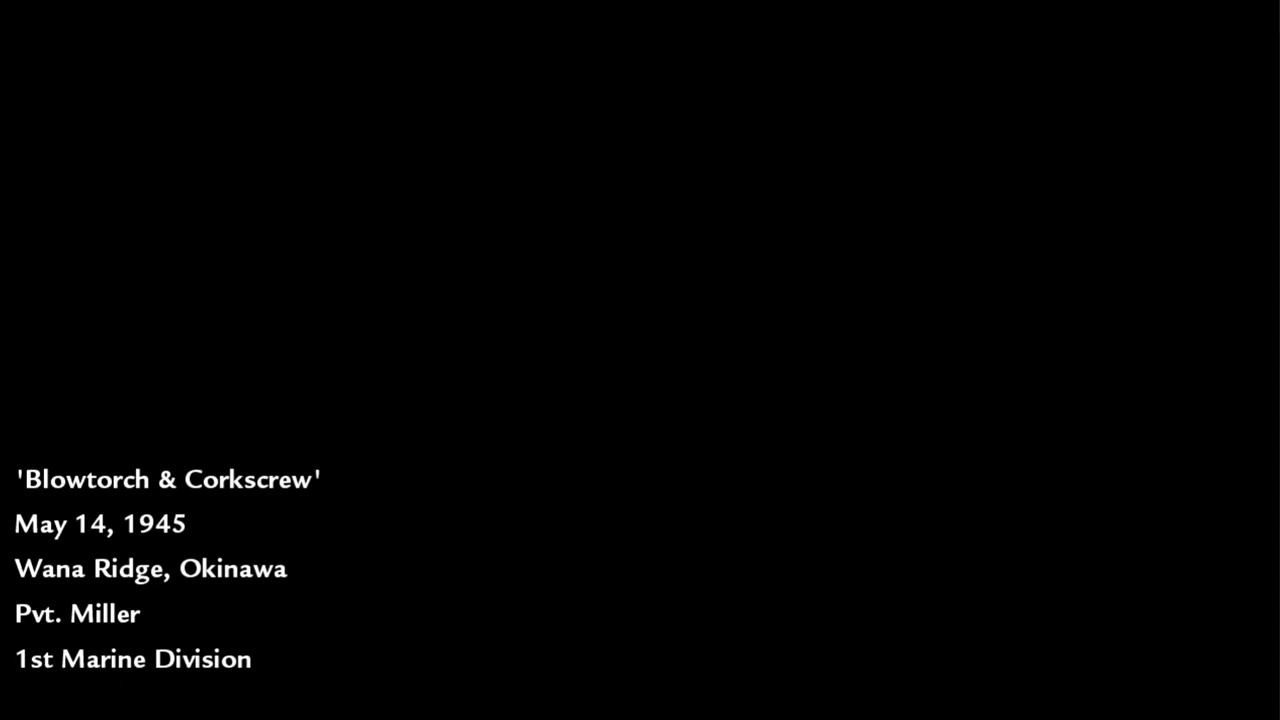 'Blowtorch & Corkscrew'
May 14, 1945
Wana Ridge, Okinawa
Pvt. Miller
1st Marine Division